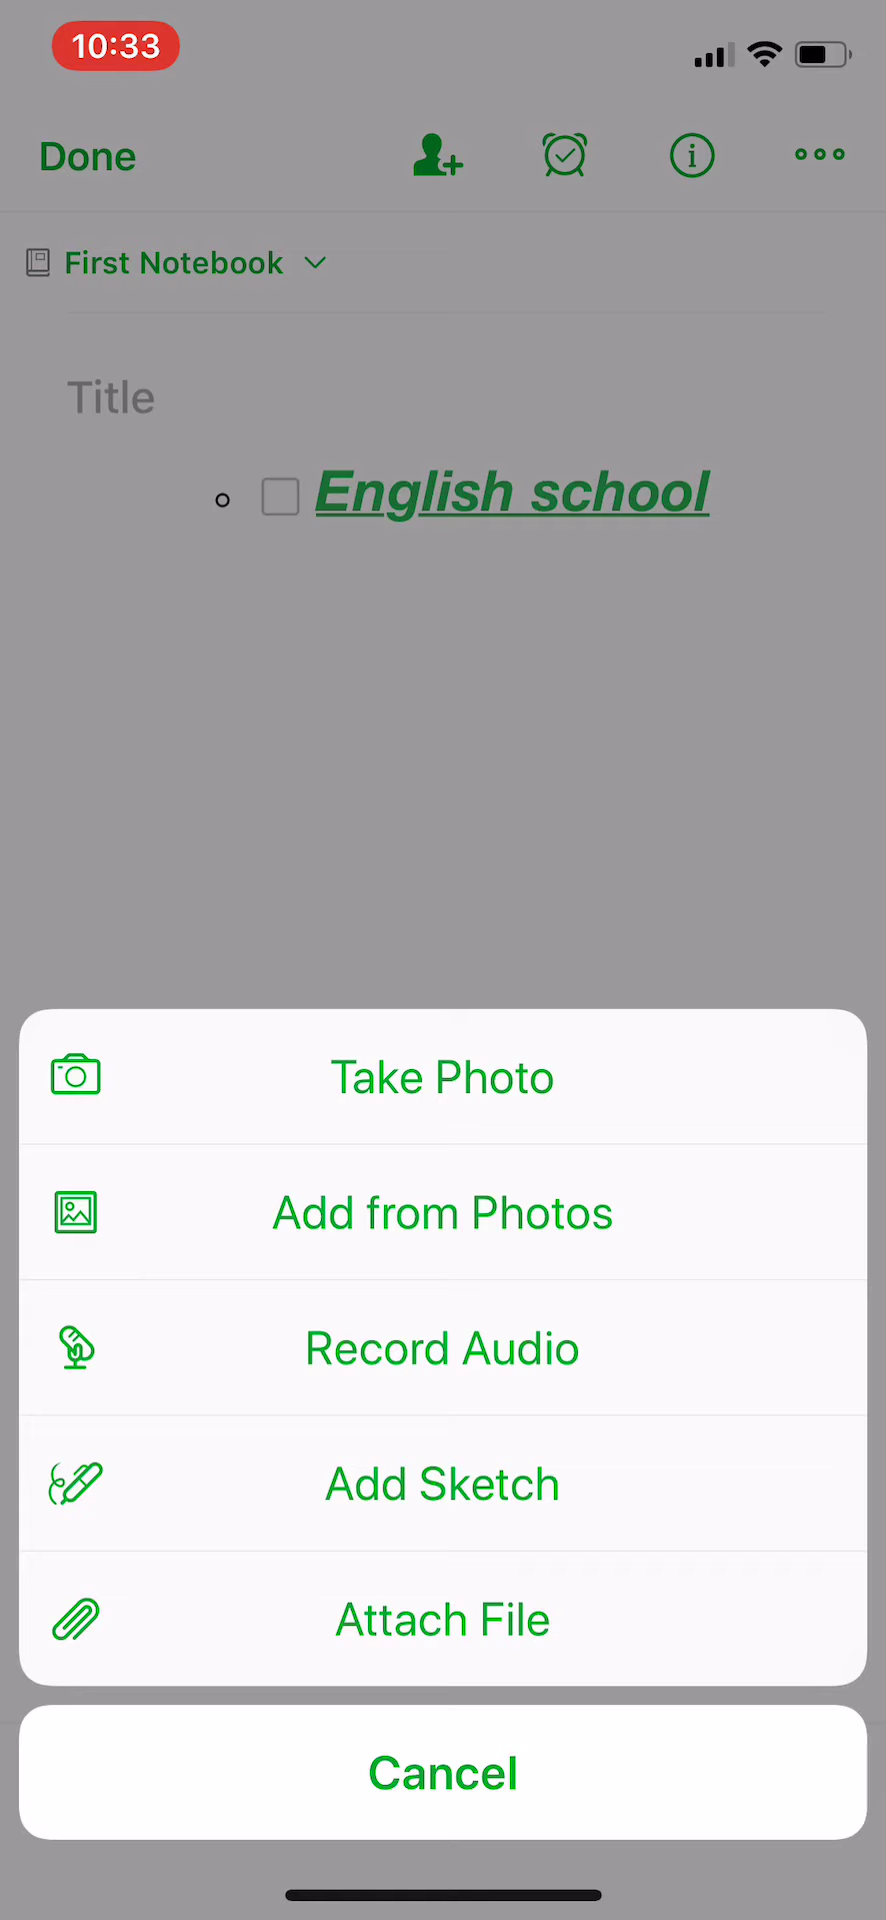 10:33
Done
First Notebook
Title
English school
Take Photo
Add from Photos
Record Audio
Add Sketch
Attach File
Cancel